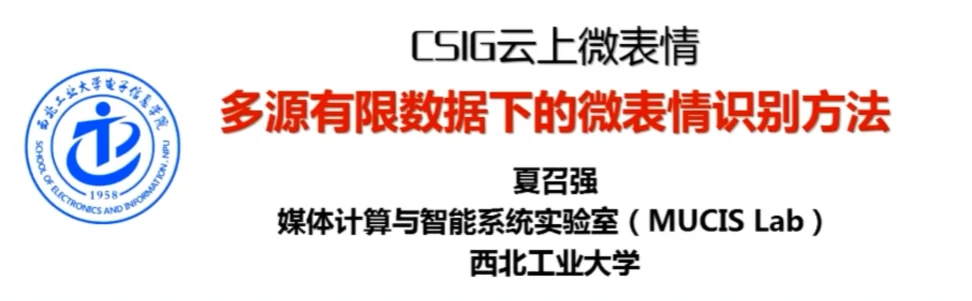 CSIG云上微表情
多源有限数据下的微表情识别方法
西北工业大学电子信息学院
1958
SCHOOL OF ELECTRONICS AND INFORMATION, NPU
夏召强
媒体计算与智能系统实验室（MUCIS Lab）
西北工业大学